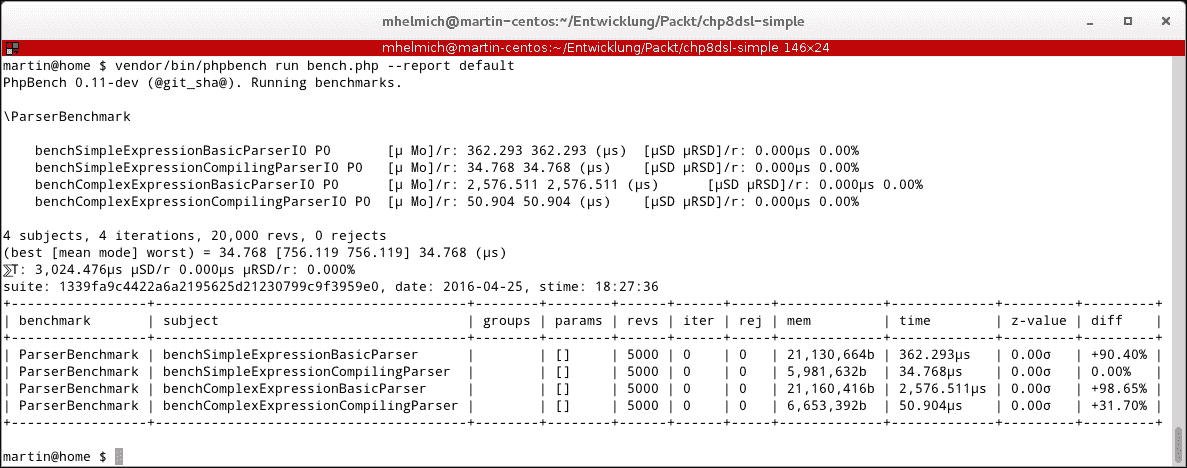 mhelmich@martin-centos:~/Entwicklung/Packt/chp8dsl-simple
mhelmich@martin-centos:~/Entwicklung/Packt/chp8dsl-simple 146×24
martin@home $ vendor/bin/phpbench run bench.php --report default
PhpBench 0.11-dev (@git_sha@). Running benchmarks.
\ParserBenchmark
benchSimpleExpressionBasicParserI0 P0 [μ Mo]/r: 362.293 362.293 (μs) [μSD μRSD]/r: 0.000μs 0.00%
benchSimpleExpressionCompilingParserI0 P0 [μ Mo]/r: 34.768 34.768 (μs) [μSD μRSD]/r: 0.000μs 0.00%
benchComplexExpressionBasicParserI0 P0 [μ Mo]/r: 2,576.511 2,576.511 (μs) [μSD μRSD]/r: 0.000μs 0.00%
benchComplexExpressionCompilingParserI0 P0 [μ Mo]/r: 50.904 50.904 (μs) [μSD μRSD]/r: 0.000μs 0.00%
4 subjects, 4 iterations, 20,000 revs, 0 rejects
(best [mean mode] worst) = 34.768 [756.119 756.119] 34.768 (μs)
⅀T: 3,024.476μs μSD/r 0.000μs μRSD/r: 0.000%
suite: 1339fa9c4422a6a2195625d21230799c9f3959e0, date: 2016-04-25, stime: 18:27:36
+-----------------+----------------------------------------+--------+--------+------+------+-----+-------------+-------------+---------+---------+
| benchmark | subject | groups | params | revs | iter | rej | mem | time | z-value | diff |
+-----------------+----------------------------------------+--------+--------+------+------+-----+-------------+-------------+---------+---------+
| ParserBenchmark | benchSimpleExpressionBasicParser | | [] | 5000 | 0 | 0 | 21,130,664b | 362.293μs | 0.00σ | +90.40% |
| ParserBenchmark | benchSimpleExpressionCompilingParser | | [] | 5000 | 0 | 0 | 5,981,632b | 34.768μs | 0.00σ | 0.00% |
| ParserBenchmark | benchComplexExpressionBasicParser | | [] | 5000 | 0 | 0 | 21,160,416b | 2,576.511μs | 0.00σ | +98.65% |
| ParserBenchmark | benchComplexExpressionCompilingParser | | [] | 5000 | 0 | 0 | 6,653,392b | 50.904μs | 0.00σ | +31.70% |
+-----------------+----------------------------------------+--------+--------+------+------+-----+-------------+-------------+---------+---------+
martin@home $